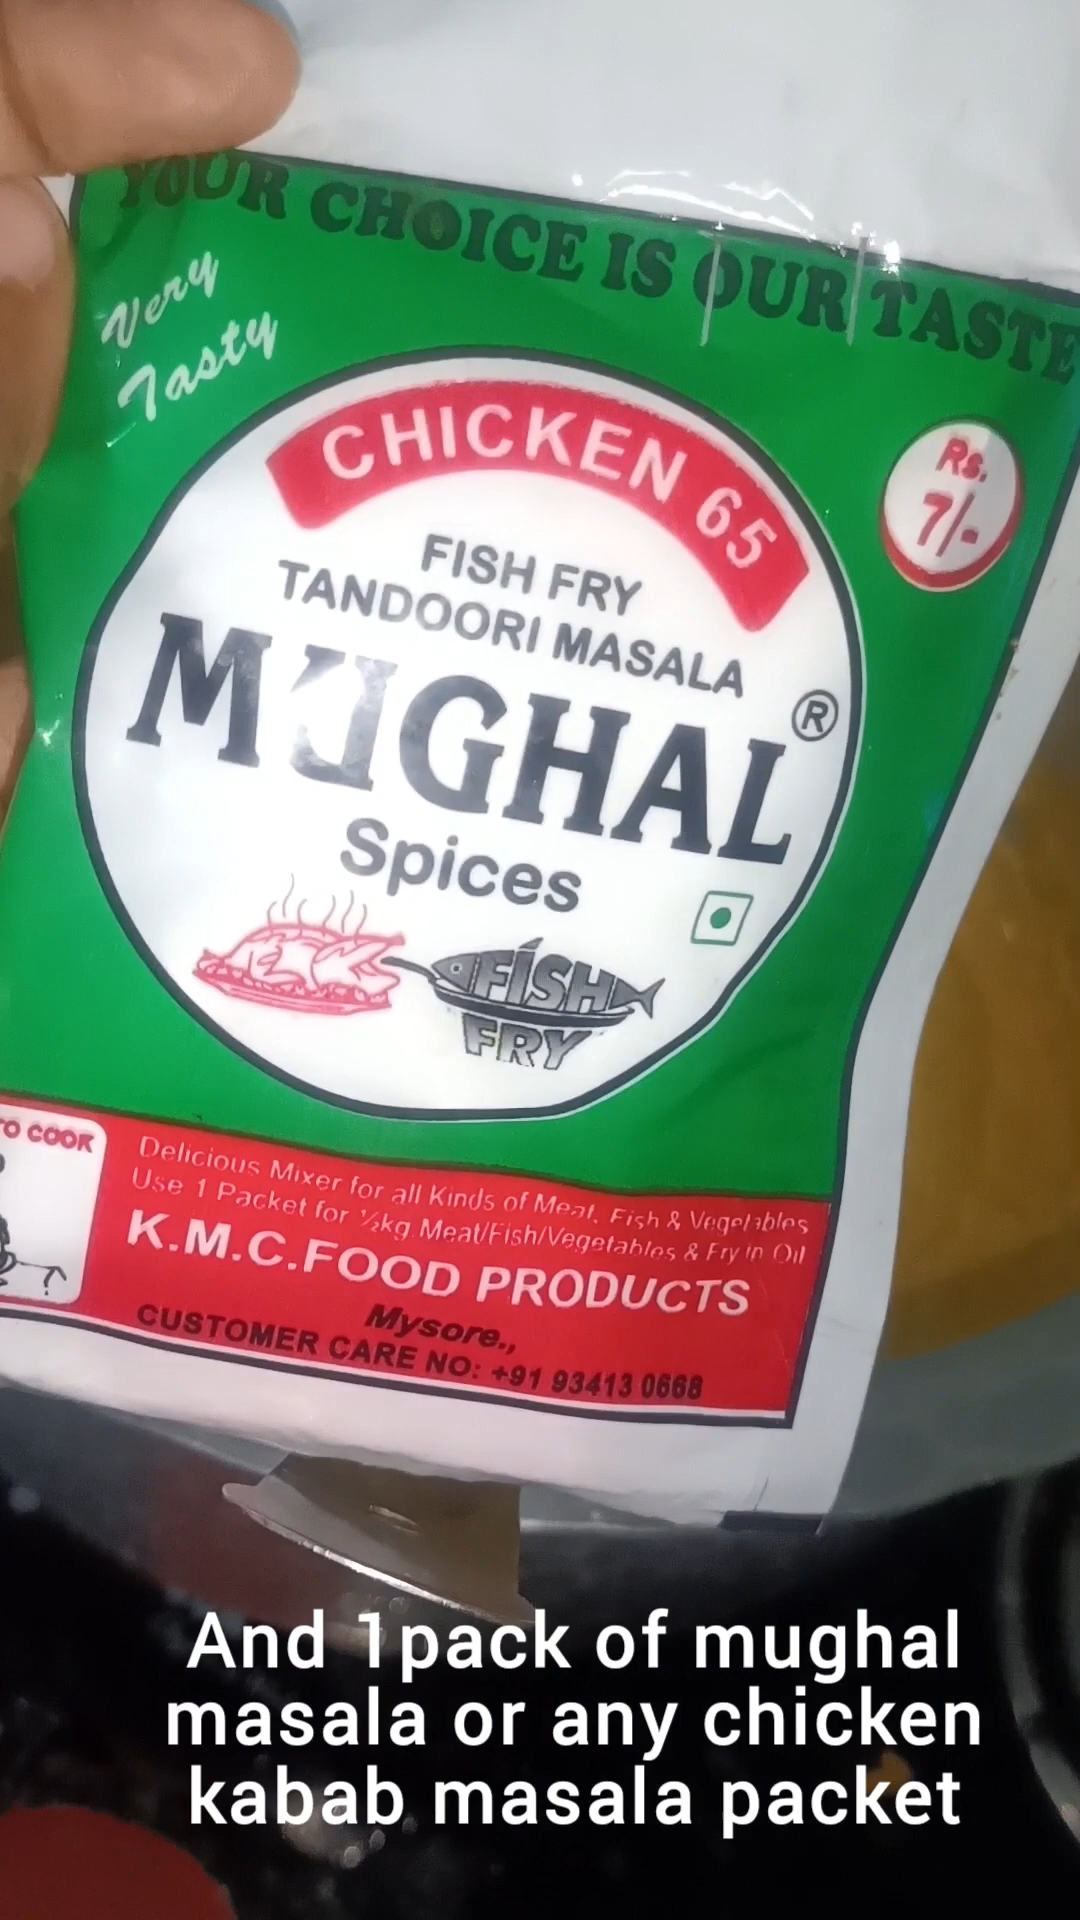 YOUR CHOICE IS OUR TASTE
Very
Tasty
CHICKEN 65
Rs.
7/-
FISH FRY
TANDOORI MASALA
MUGHAL ®
Spices
FISH
FRY
TO COOK
Delicious Mixer for all Kinds of Meat, Fish & Vegetables
Use 1 Packet for ½kg. Meat/Fish/Vegetables & Fry in Oil
K.M.C.FOOD PRODUCTS
Mysore.,
CUSTOMER CARE NO: +91 93413 0668
And 1pack of mughal
masala or any chicken
kabab masala packet